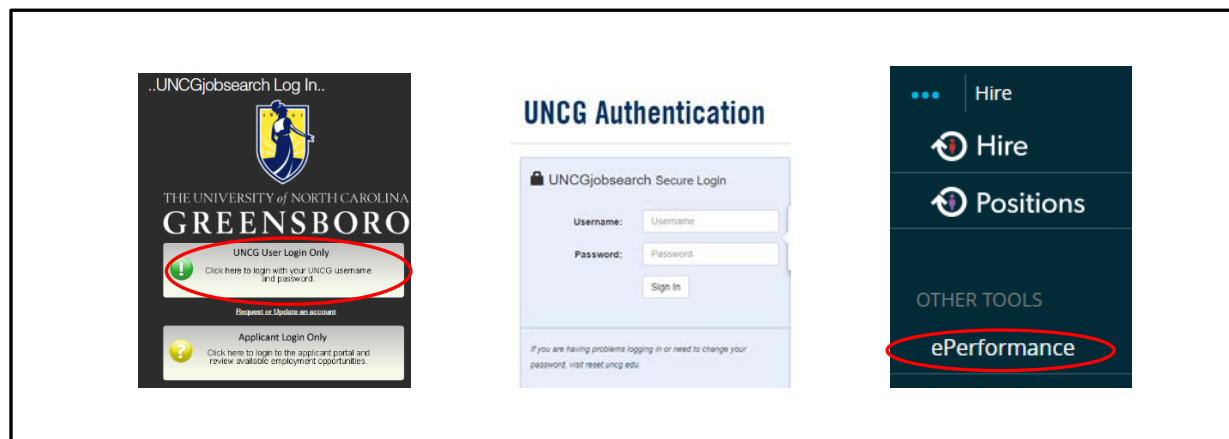 ..UNCGjobsearch Log In..
THE UNIVERSITY of NORTH CAROLINA
GREENSBORO
UNCG User Login Only
Click here to login with your UNCG username
and password.
Request or Update an account
Applicant Login Only
Click here to login to the applicant portal and
review available employment opportunities.
UNCG Authentication
UNCGjobsearch Secure Login
Username: Username
Password: Password
Sign In
If you are having problems logging in or need to change your
password, visit reset.uncg.edu.
Hire
Hire
Positions
OTHER TOOLS
ePerformance